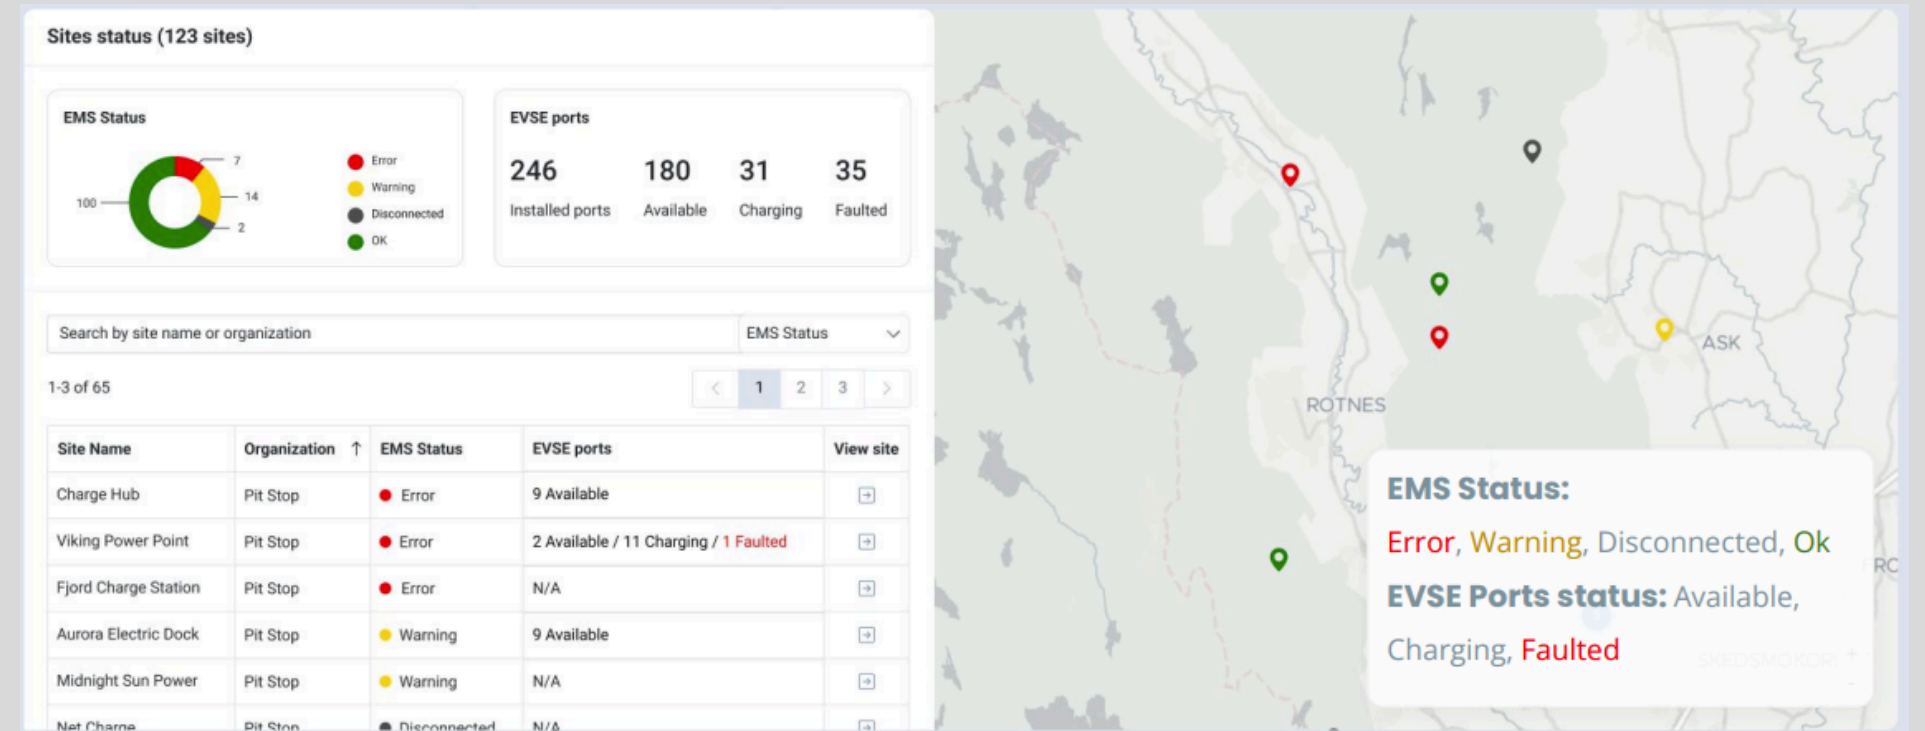 Sites status (123 sites)
EMS Status
7
14
100
2
Error
Warning
Disconnected
OK
EVSE ports
246 180 31 35
Installed ports Available Charging Faulted
Search by site name or organization EMS Status
1-3 of 65
1 2 3
Site Name Organization ↑ EMS Status EVSE ports View site
Charge Hub Pit Stop Error 9 Available
Viking Power Point Pit Stop Error 2 Available / 11 Charging / 1 Faulted
Fjord Charge Station Pit Stop Error N/A
Aurora Electric Dock Pit Stop Warning 9 Available
Midnight Sun Power Pit Stop Warning N/A
Net Charge Pit Stop Disconnected N/A
ASK
ROTNES
EMS Status:
Error, Warning, Disconnected, Ok
EVSE Ports status: Available,
Charging, Faulted